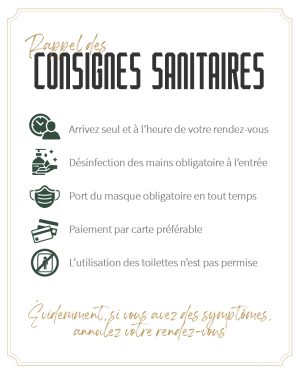 Rappel des
CONSIGNES SANITAIRES
Arrivez seul et à l'heure de votre rendez-vous
Désinfection des mains obligatoire à l'entrée
Port du masque obligatoire en tout temps
Paiement par carte préférable
L'utilisation des toilettes n'est pas permise
Évidemment, si vous avez des symptômes,
annulez votre rendez-vous